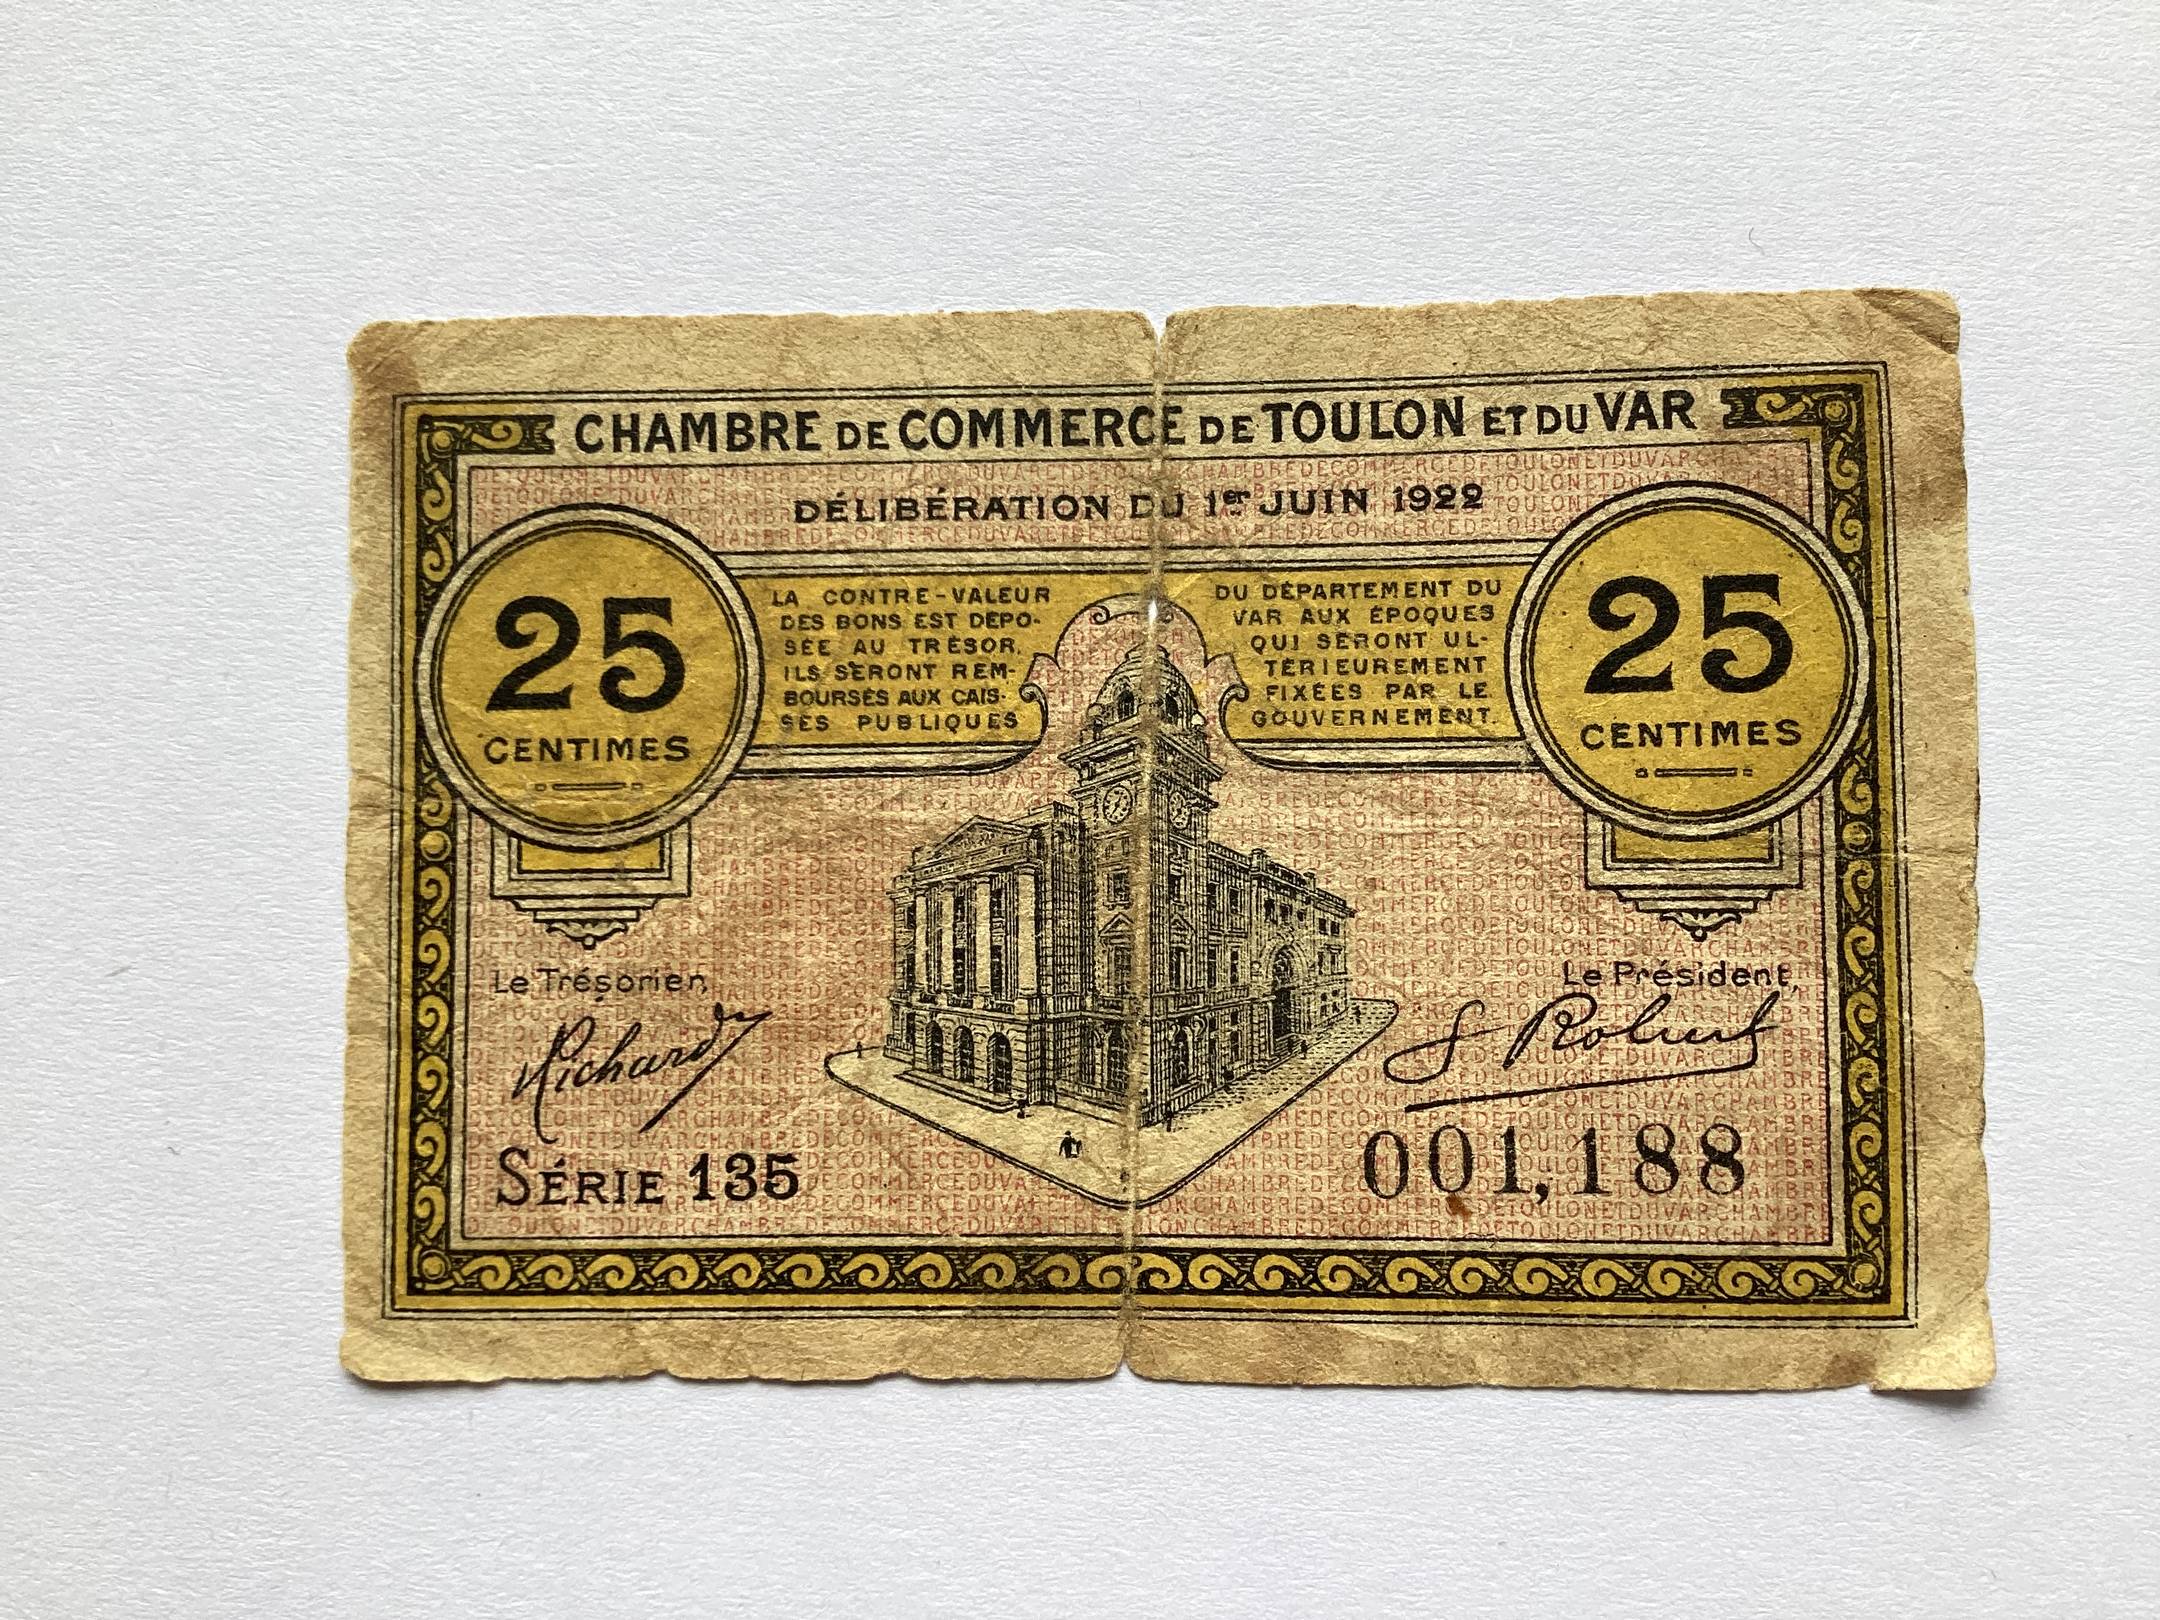 CHAMBRE DE COMMERCE DE TOULON ET DU VAR
DÉLIBÉRATION DU 1er JUIN 1922
25
CENTIMES
LA CONTRE-VALEUR
DES BONS EST DÉPO-
SÉE AU TRÉSOR.
ILS SERONT REM-
BOURSÉS AUX CAIS-
SES PUBLIQUES
DU DÉPARTEMENT DU
VAR AUX ÉPOQUES
QUI SERONT UL-
TÉRIEUREMENT
FIXÉES PAR LE
GOUVERNEMENT.
25
CENTIMES
Le Trésorier,
Richard
SÉRIE 135
Le Président,
G Robert
001,188